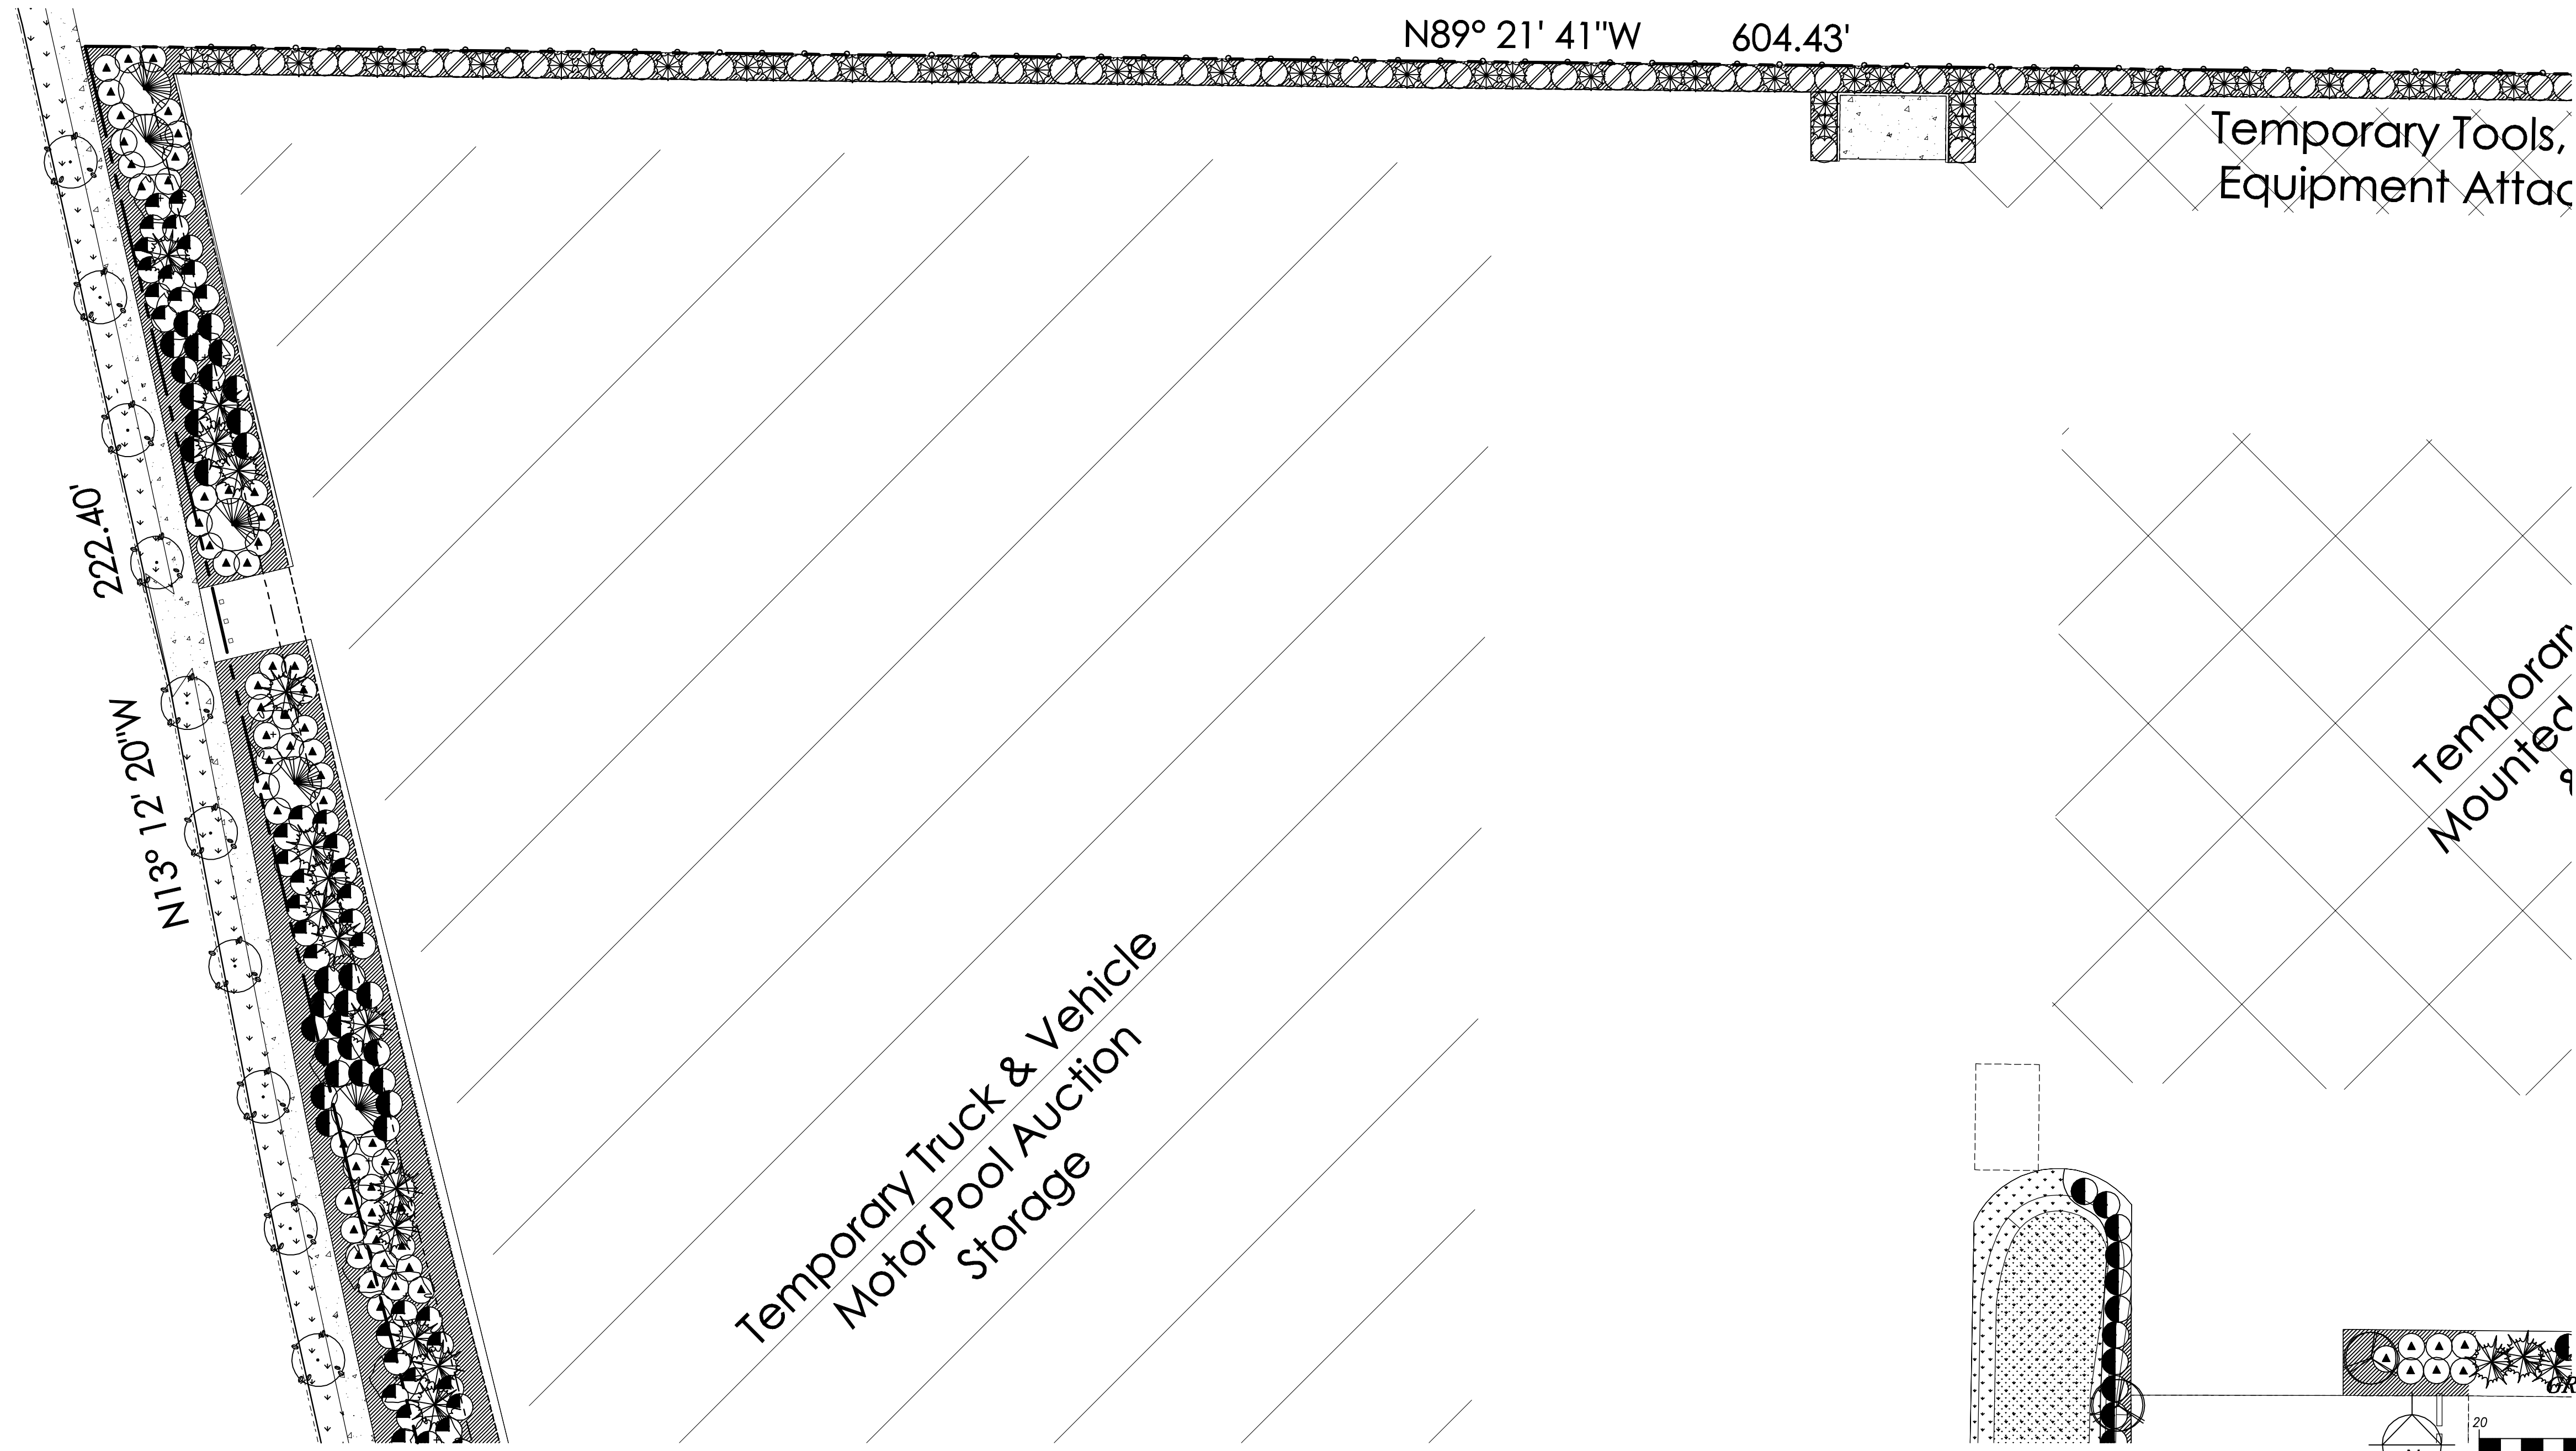 N89° 21' 41"W 604.43'
Temporary Tools,
Equipment Attac
222.40'
N13° 12' 20"W
Temporar
Mounted
&
Temporary Truck & Vehicle
Motor Pool Auction
Storage
GR
20